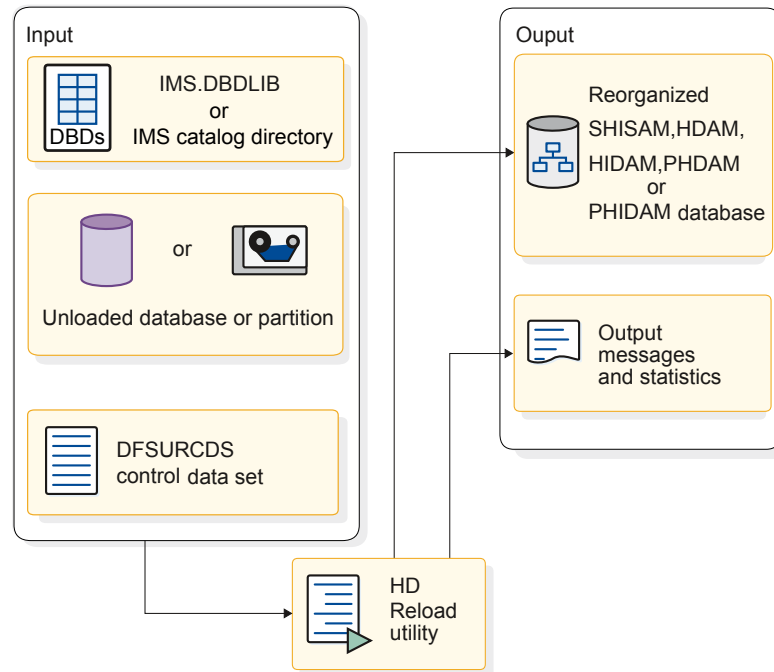 Input
DBDs
IMS.DBDLIB
or
IMS catalog directory
or
Unloaded database or partition
DFSURCDS
control data set
HD
Reload
utility
Ouput
Reorganized
SHISAM,HDAM,
HIDAM,PHDAM
or
PHIDAM database
Output
messages
and statistics